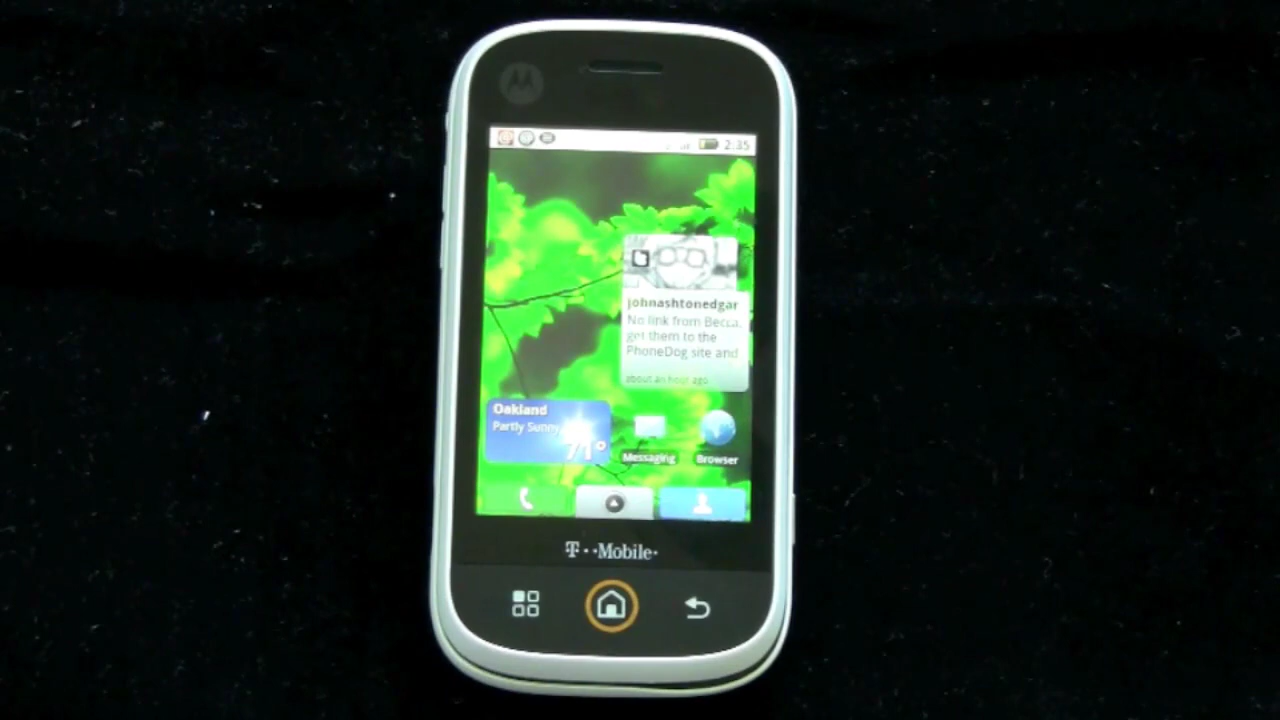 2:35
johnashtonedgar
No link from Becca.
get them to the
PhoneDog site and
about an hour ago
Oakland
Partly Sunny
71°
Messaging
Browser
T··Mobile·